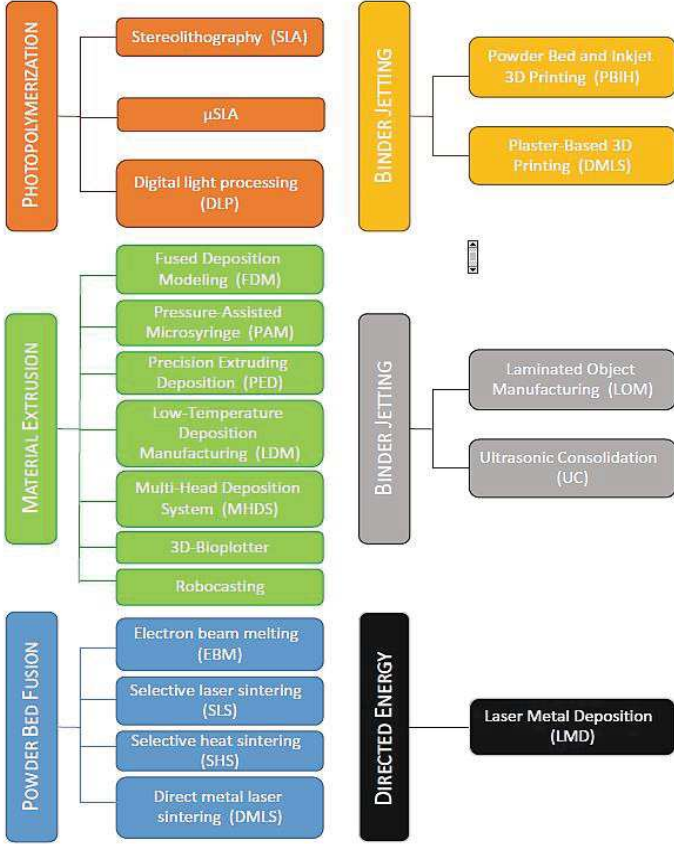 PHOTOPOLYMERIZATION
Stereolithography (SLA)
µSLA
Digital light processing
(DLP)
BINDER JETTING
Powder Bed and Inkjet
3D Printing (PBIH)
Plaster-Based 3D
Printing (DMLS)
MATERIAL EXTRUSION
Fused Deposition
Modeling (FDM)
Pressure-Assisted
Microsyringe (PAM)
Precision Extruding
Deposition (PED)
Low-Temperature
Deposition
Manufacturing (LDM)
Multi-Head Deposition
System (MHDS)
3D-Bioplotter
Robocasting
BINDER JETTING
Laminated Object
Manufacturing (LOM)
Ultrasonic Consolidation
(UC)
POWDER BED FUSION
Electron beam melting
(EBM)
Selective laser sintering
(SLS)
Selective heat sintering
(SHS)
Direct metal laser
sintering (DMLS)
DIRECTED ENERGY
Laser Metal Deposition
(LMD)